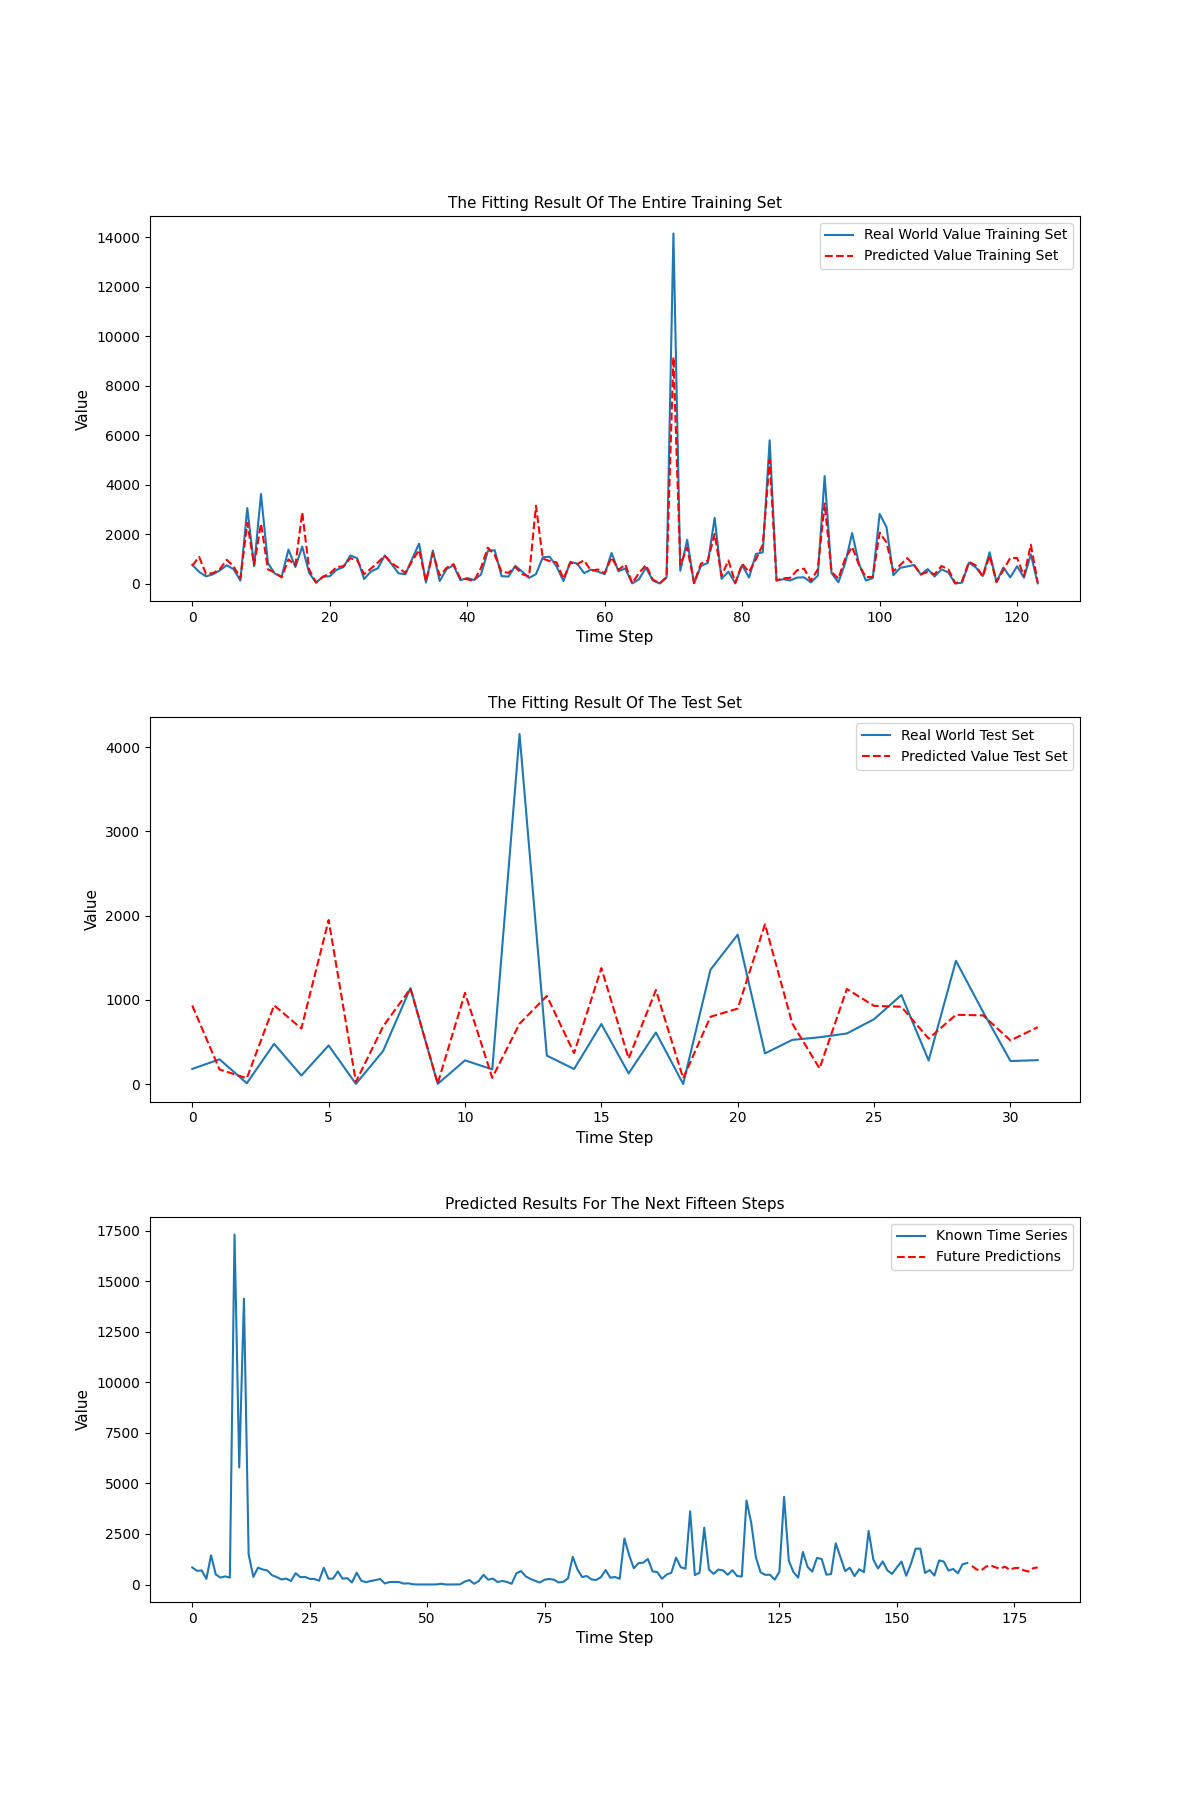 The Fitting Result Of The Entire Training Set
Real World Value Training Set
Predicted Value Training Set
14000
12000
10000
8000
6000
4000
2000
0
Value
0 20 40 60 80 100 120
Time Step
The Fitting Result Of The Test Set
Real World Test Set
Predicted Value Test Set
4000
3000
2000
1000
0
Value
0 5 10 15 20 25 30
Time Step
Predicted Results For The Next Fifteen Steps
Known Time Series
Future Predictions
17500
15000
12500
10000
7500
5000
2500
0
Value
0 25 50 75 100 125 150 175
Time Step